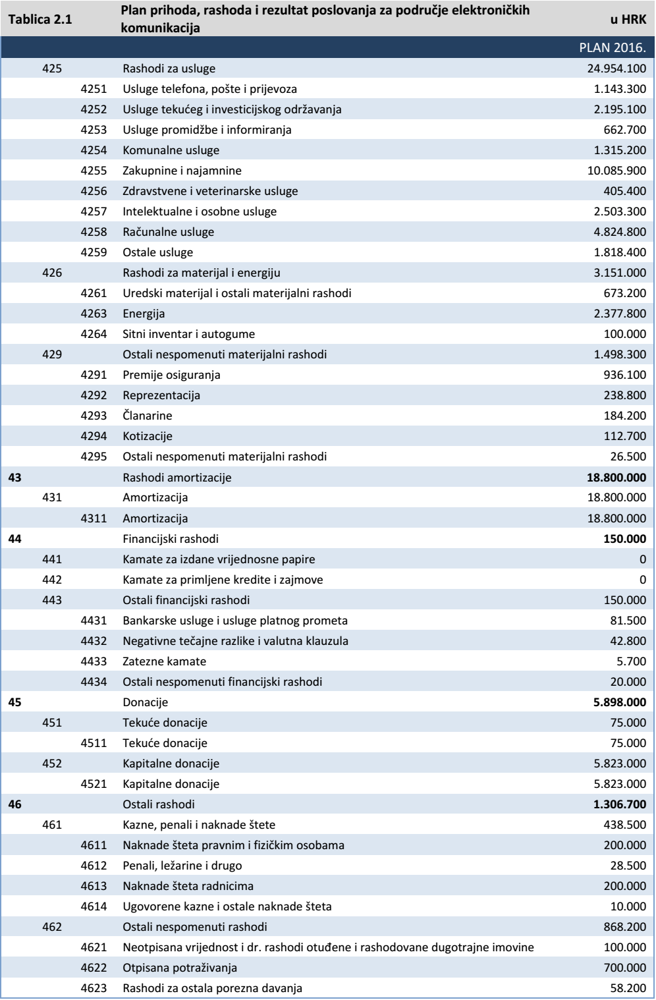 Tablica 2.1 Plan prihoda, rashoda i rezultat poslovanja za područje elektroničkih komunikacija u HRK
PLAN 2016.
425 Rashodi za usluge 24.954.100
4251 Usluge telefona, pošte i prijevoza 1.143.300
4252 Usluge tekućeg i investicijskog održavanja 2.195.100
4253 Usluge promidžbe i informiranja 662.700
4254 Komunalne usluge 1.315.200
4255 Zakupnine i najamnine 10.085.900
4256 Zdravstvene i veterinarske usluge 405.400
4257 Intelektualne i osobne usluge 2.503.300
4258 Računalne usluge 4.824.800
4259 Ostale usluge 1.818.400
426 Rashodi za materijal i energiju 3.151.000
4261 Uredski materijal i ostali materijalni rashodi 673.200
4263 Energija 2.377.800
4264 Sitni inventar i autogume 100.000
429 Ostali nespomenuti materijalni rashodi 1.498.300
4291 Premije osiguranja 936.100
4292 Reprezentacija 238.800
4293 Članarine 184.200
4294 Kotizacije 112.700
4295 Ostali nespomenuti materijalni rashodi 26.500
43 Rashodi amortizacije 18.800.000
431 Amortizacija 18.800.000
4311 Amortizacija 18.800.000
44 Financijski rashodi 150.000
441 Kamate za izdane vrijednosne papire 0
442 Kamate za primljene kredite i zajmove 0
443 Ostali financijski rashodi 150.000
4431 Bankarske usluge i usluge platnog prometa 81.500
4432 Negativne tečajne razlike i valutna klauzula 42.800
4433 Zatezne kamate 5.700
4434 Ostali nespomenuti financijski rashodi 20.000
45 Donacije 5.898.000
451 Tekuće donacije 75.000
4511 Tekuće donacije 75.000
452 Kapitalne donacije 5.823.000
4521 Kapitalne donacije 5.823.000
46 Ostali rashodi 1.306.700
461 Kazne, penali i naknade štete 438.500
4611 Naknade šteta pravnim i fizičkim osobama 200.000
4612 Penali, ležarine i drugo 28.500
4613 Naknade šteta radnicima 200.000
4614 Ugovorene kazne i ostale naknade šteta 10.000
462 Ostali nespomenuti rashodi 868.200
4621 Neotpisana vrijednost i dr. rashodi otuđene i rashodovane dugotrajne imovine 100.000
4622 Otpisana potraživanja 700.000
4623 Rashodi za ostala porezna davanja 58.200